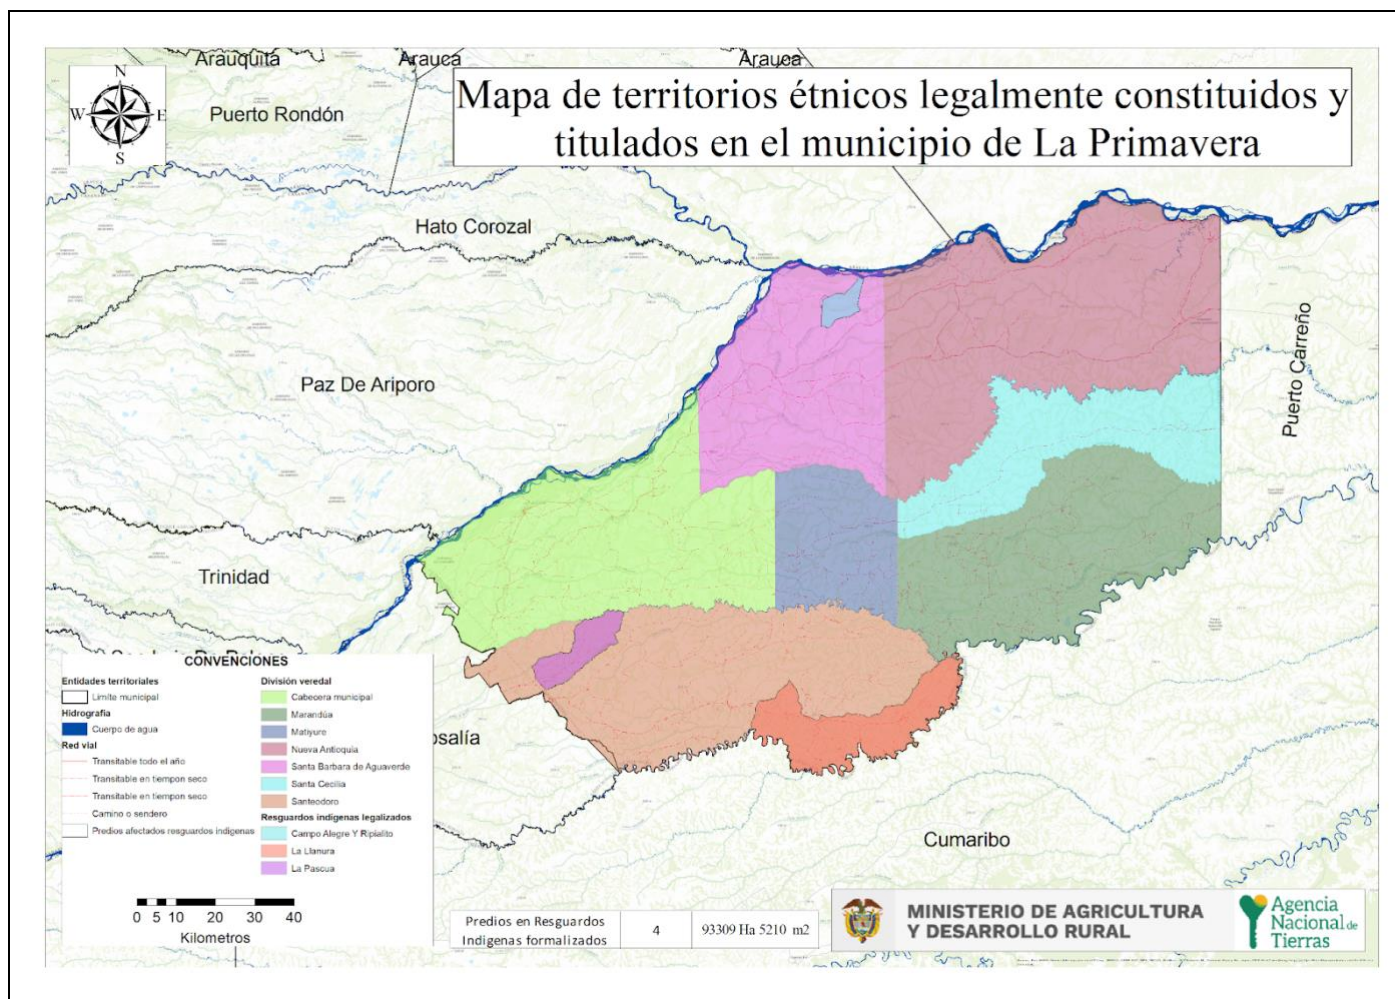 Arauquita
Arauca
Arauca
N
W
E
S
Puerto Rondón
Mapa de territorios étnicos legalmente constituidos y
titulados en el municipio de La Primavera
Hato Corozal
Paz De Ariporo
Puerto Carreño
Trinidad
osalía
Cumaribo
CONVENCIONES
Entidades territoriales
Límite municipal
Hidrografía
Cuerpo de agua
Red vial
Transitable todo el año
Transitable en tiempon seco
Transitable en tiempon seco
Camino o sendero
Predios afectados resguardos indígenas
División veredal
Cabecera municipal
Marandúa
Matiyure
Nueva Antioquia
Santa Barbara de Aguaverde
Santa Cecilia
Santeodoro
Resguardos indígenas legalizados
Campo Alegre Y Ripialito
La Llanura
La Pascua
0 5 10 20 30 40
Kilometros
Predios en Resguardos
Indigenas formalizados
4
93309 Ha 5210 m2
MINISTERIO DE AGRICULTURA
Y DESARROLLO RURAL
Agencia
Nacional de
Tierras